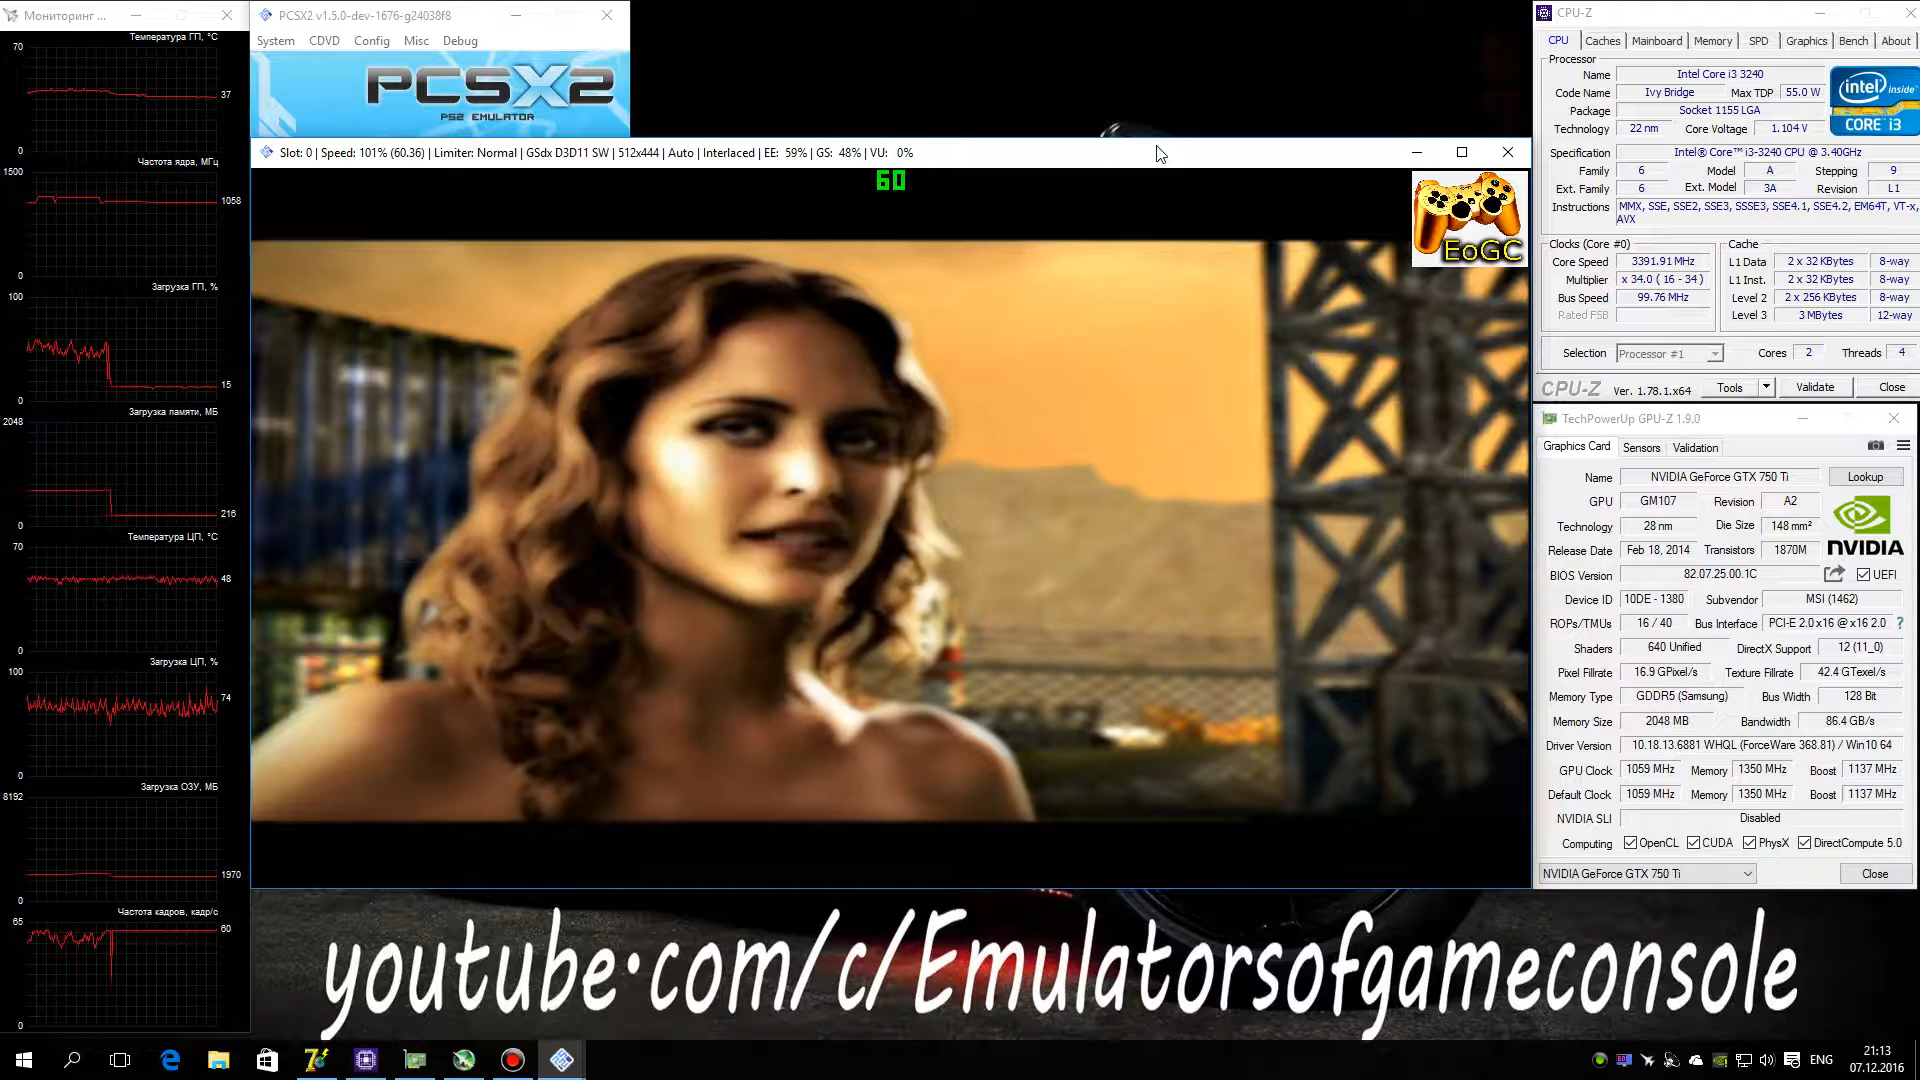 Мониторинг ...
Температура ГП, °C
70
37
0
Частота ядра, МГц
1500
1058
0
Загрузка ГП, %
100
15
0
Загрузка памяти, МБ
2048
216
0
Температура ЦП, °C
70
48
0
Загрузка ЦП, %
100
74
0
Загрузка ОЗУ, МБ
8192
1970
0
Частота кадров, кадр/с
65
60
0
PCSX2 v1.5.0-dev-1676-g24038f8
System CDVD Config Misc Debug
PCSX2
PS2 EMULATOR
Slot: 0 | Speed: 101% (60.36) | Limiter: Normal | GSdx D3D11 SW | 512x444 | Auto | Interlaced | EE: 59% | GS: 48% | VU: 0%
60
EoGC
CPU-Z
CPU Caches Mainboard Memory SPD Graphics Bench About
Processor
Name Intel Core i3 3240
Code Name Ivy Bridge Max TDP 55.0 W
Package Socket 1155 LGA
Technology 22 nm Core Voltage 1.104 V
intel inside
CORE i3
Specification Intel® Core™ i3-3240 CPU @ 3.40GHz
Family 6 Model A Stepping 9
Ext. Family 6 Ext. Model 3A Revision L1
Instructions MMX, SSE, SSE2, SSE3, SSSE3, SSE4.1, SSE4.2, EM64T, VT-x,
AVX
Clocks (Core #0) Cache
Core Speed 3391.91 MHz L1 Data 2 x 32 KBytes 8-way
Multiplier x 34.0 ( 16 - 34 ) L1 Inst. 2 x 32 KBytes 8-way
Bus Speed 99.76 MHz Level 2 2 x 256 KBytes 8-way
Rated FSB Level 3 3 MBytes 12-way
Selection Processor #1 Cores 2 Threads 4
CPU-Z Ver. 1.78.1.x64 Tools Validate Close
TechPowerUp GPU-Z 1.9.0
Graphics Card Sensors Validation
Name NVIDIA GeForce GTX 750 Ti Lookup
GPU GM107 Revision A2
Technology 28 nm Die Size 148 mm²
Release Date Feb 18, 2014 Transistors 1870M
NVIDIA
BIOS Version 82.07.25.00.1C UEFI
Device ID 10DE - 1380 Subvendor MSI (1462)
ROPs/TMUs 16 / 40 Bus Interface PCI-E 2.0 x16 @ x16 2.0 ?
Shaders 640 Unified DirectX Support 12 (11_0)
Pixel Fillrate 16.9 GPixel/s Texture Fillrate 42.4 GTexel/s
Memory Type GDDR5 (Samsung) Bus Width 128 Bit
Memory Size 2048 MB Bandwidth 86.4 GB/s
Driver Version 10.18.13.6881 WHQL (ForceWare 368.81) / Win10 64
GPU Clock 1059 MHz Memory 1350 MHz Boost 1137 MHz
Default Clock 1059 MHz Memory 1350 MHz Boost 1137 MHz
NVIDIA SLI Disabled
Computing OpenCL CUDA PhysX DirectCompute 5.0
NVIDIA GeForce GTX 750 Ti Close
youtube.com/c/Emulatorsofgameconsole
ENG
21:13
07.12.2016